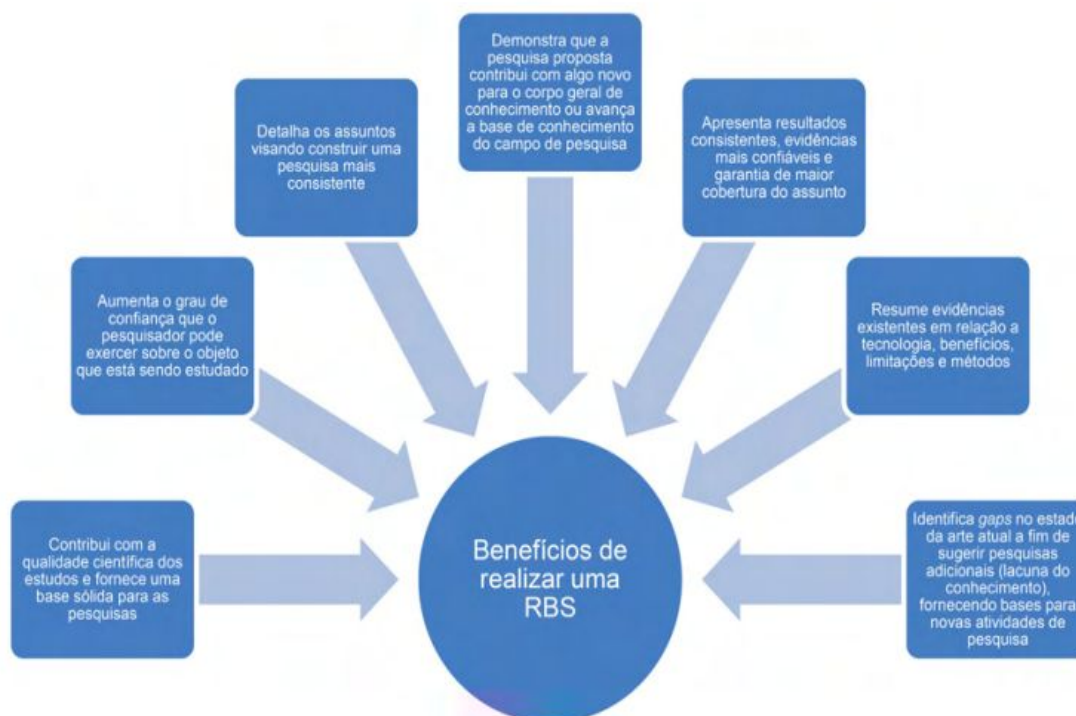 Demonstra que a
pesquisa proposta
contribui com algo novo
para o corpo geral de
conhecimento ou avança
a base de conhecimento
do campo de pesquisa
Detalha os assuntos
visando construir uma
pesquisa mais
consistente
Apresenta resultados
consistentes, evidências
mais confiáveis e
garantia de maior
cobertura do assunto
Aumenta o grau de
confiança que o
pesquisador pode
exercer sobre o objeto
que está sendo estudado
Resume evidências
existentes em relação a
tecnologia, benefícios,
limitações e métodos
Contribui com a
qualidade científica dos
estudos e fornece uma
base sólida para as
pesquisas
Benefícios de
realizar uma
RBS
Identifica gaps no estado
da arte atual a fim de
sugerir pesquisas
adicionais (lacuna do
conhecimento),
fornecendo bases para
novas atividades de
pesquisa